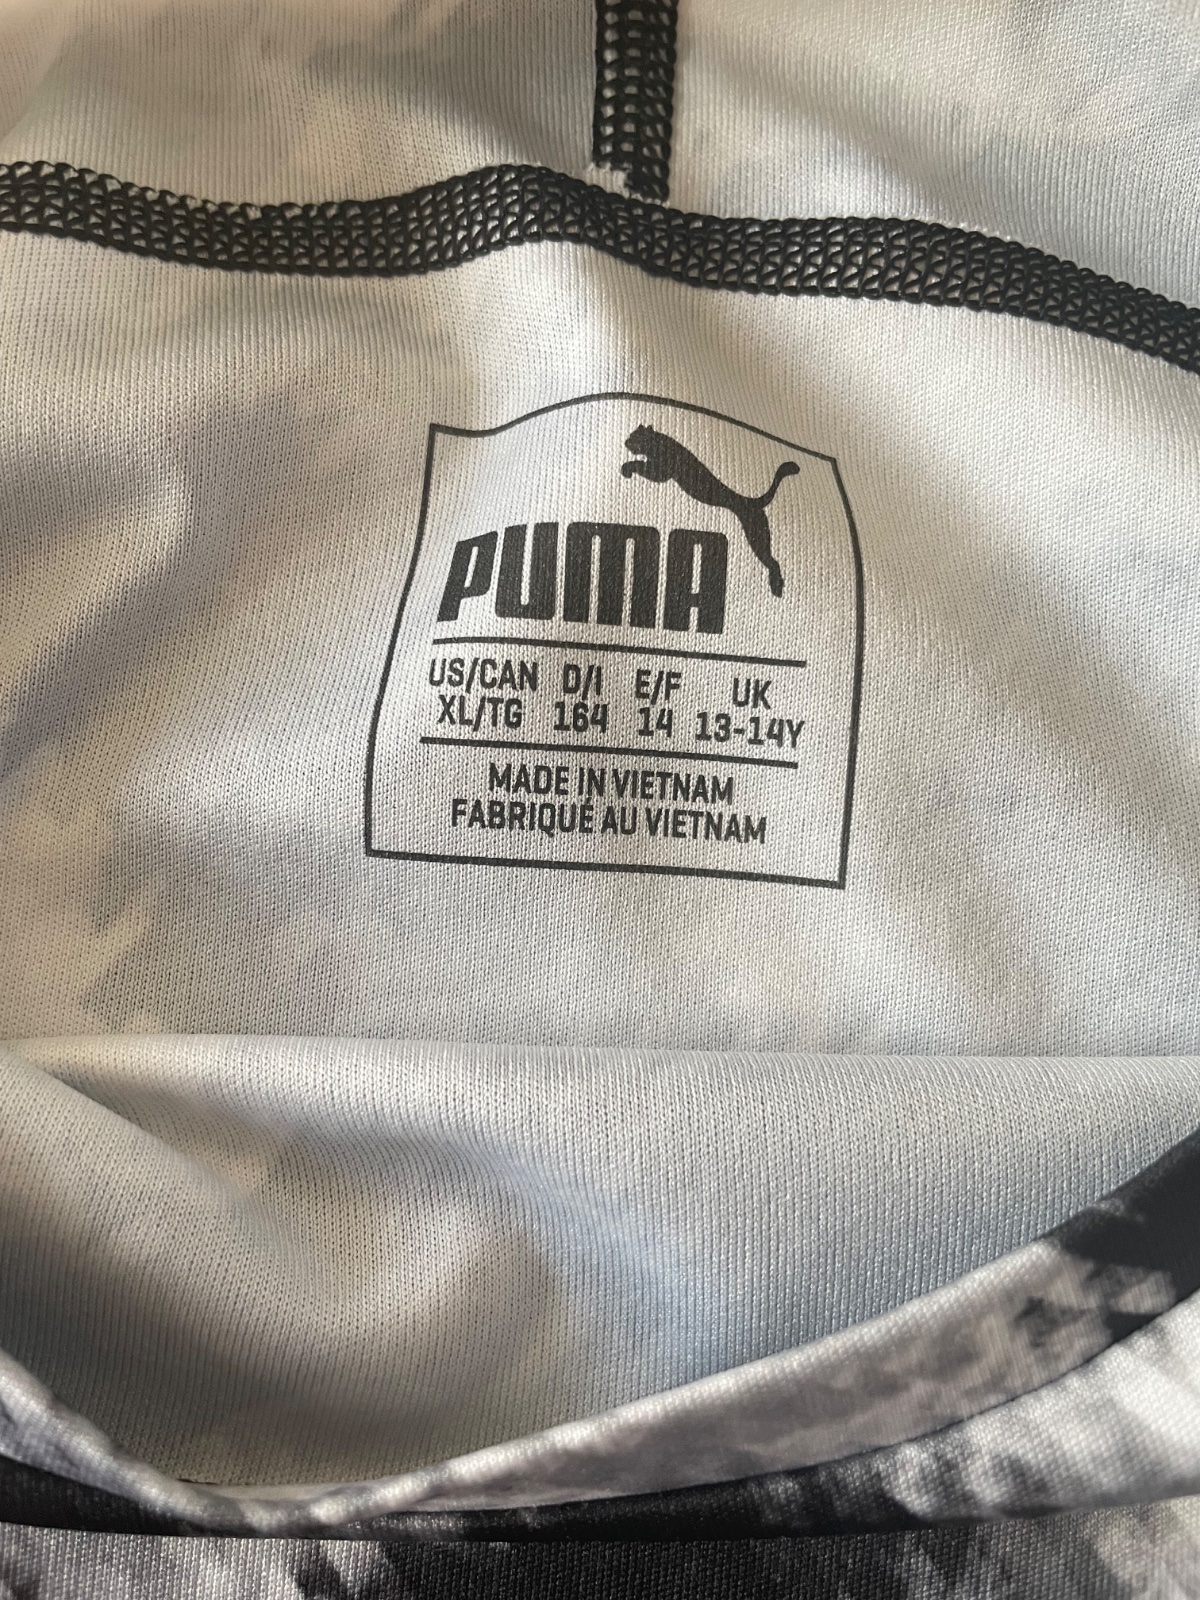 PUMA
US/CAN D/I E/F UK
XL/TG 164 14 13-14Y
MADE IN VIETNAM
FABRIQUÉ AU VIETNAM